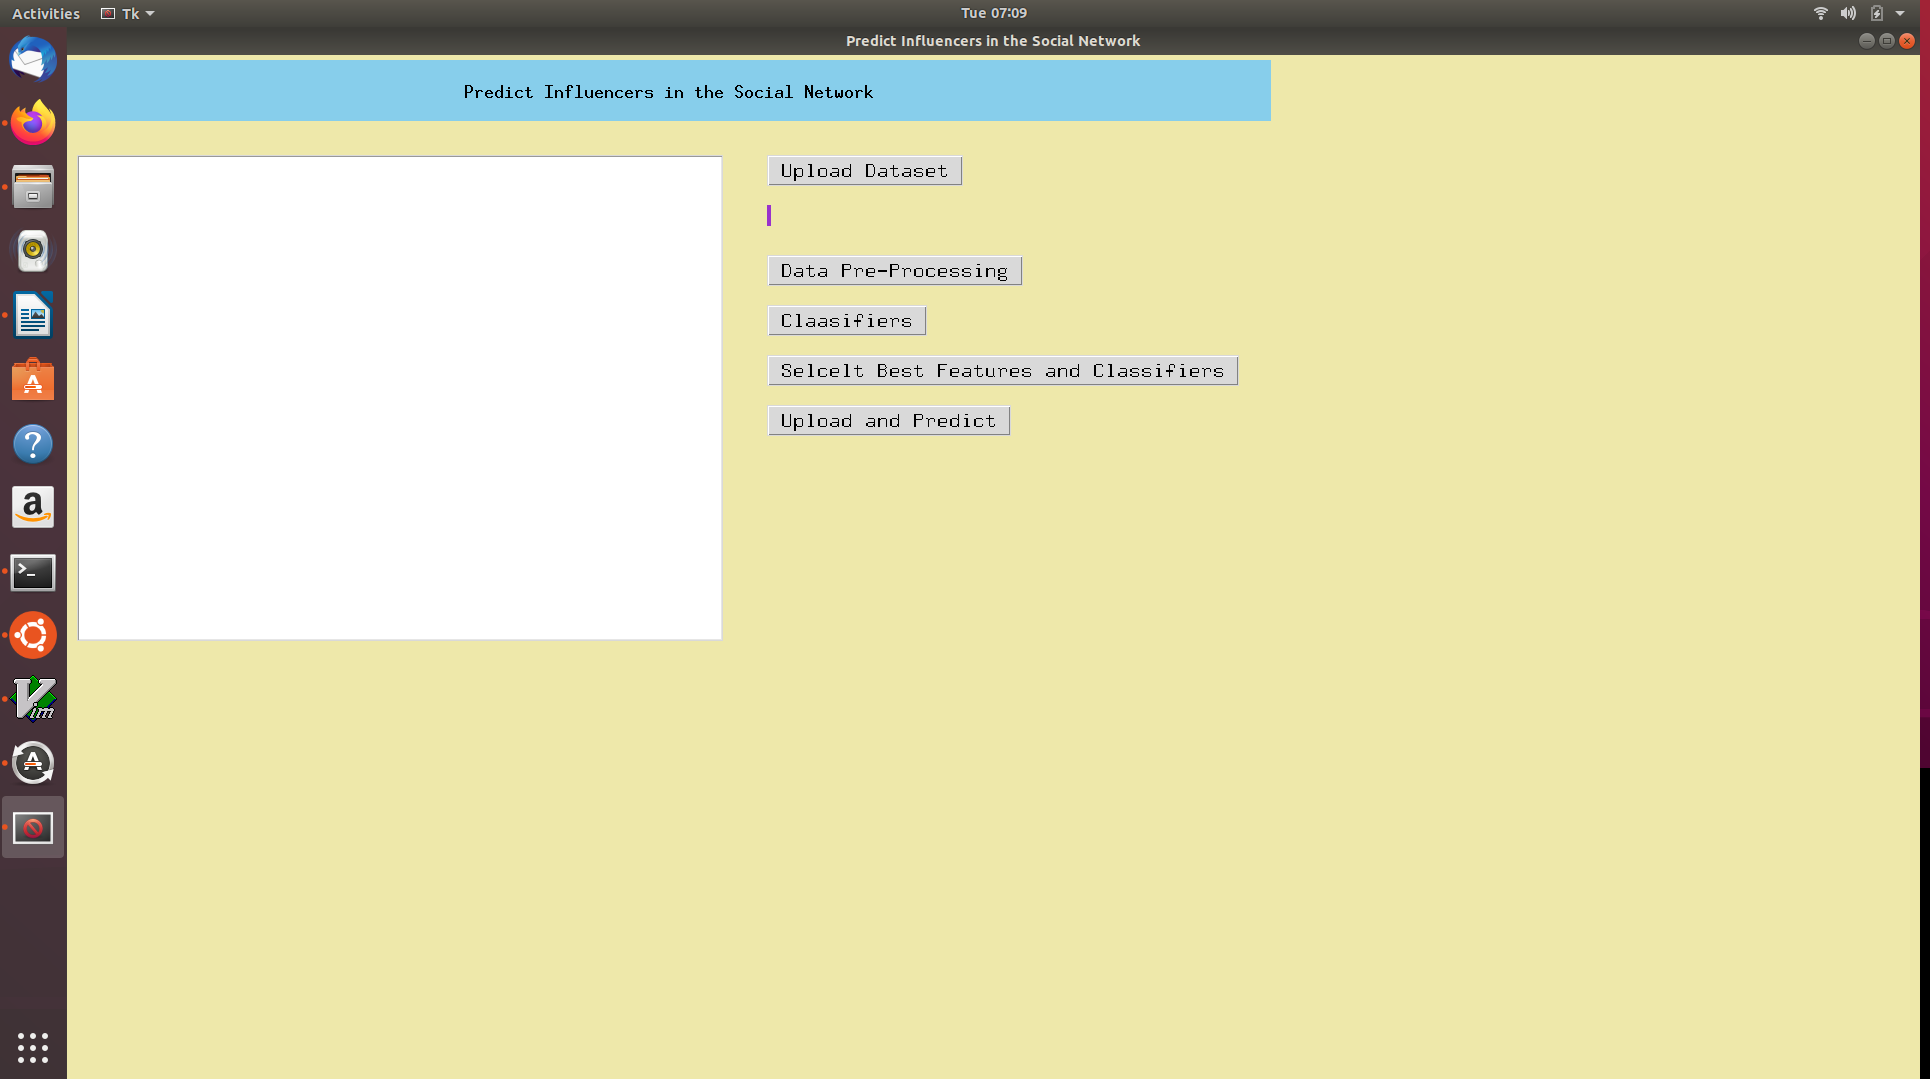 Activities
Tk
Tue 07:09
Predict Influencers in the Social Network
Predict Influencers in the Social Network
Upload Dataset
Data Pre-Processing
Claasifiers
Selcelt Best Features and Classifiers
Upload and Predict
a
>_
Vim